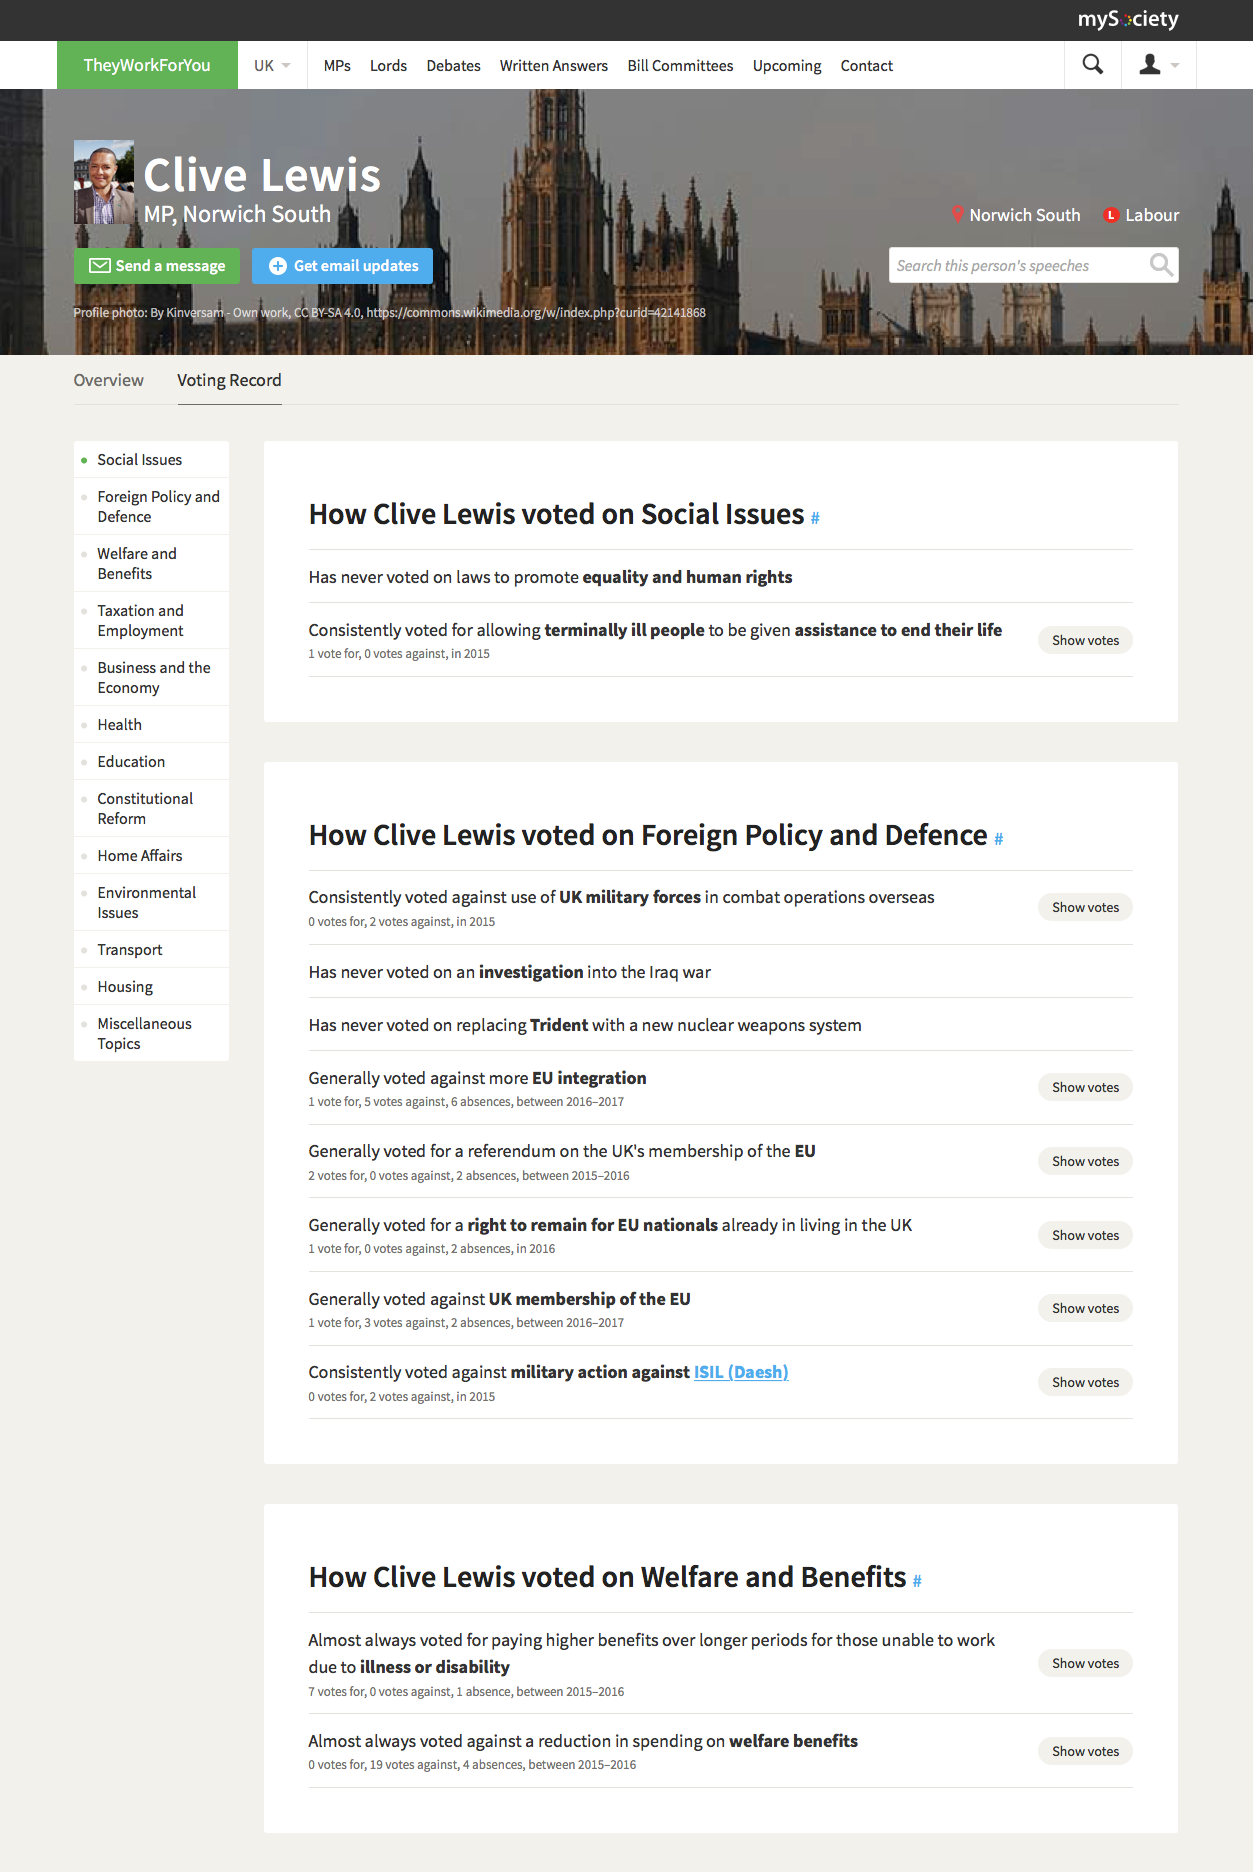 mySociety
TheyWorkForYou UK MPs Lords Debates Written Answers Bill Committees Upcoming Contact
Clive Lewis
MP, Norwich South
Norwich South L Labour
Send a message Get email updates Search this person's speeches
Profile photo: By Kinversam - Own work, CC BY-SA 4.0, https://commons.wikimedia.org/w/index.php?curid=42141868
Overview Voting Record
Social Issues
Foreign Policy and
Defence
Welfare and
Benefits
Taxation and
Employment
Business and the
Economy
Health
Education
Constitutional
Reform
Home Affairs
Environmental
Issues
Transport
Housing
Miscellaneous
Topics
How Clive Lewis voted on Social Issues #
Has never voted on laws to promote equality and human rights
Consistently voted for allowing terminally ill people to be given assistance to end their life
1 vote for, 0 votes against, in 2015
Show votes
How Clive Lewis voted on Foreign Policy and Defence #
Consistently voted against use of UK military forces in combat operations overseas
0 votes for, 2 votes against, in 2015
Show votes
Has never voted on an investigation into the Iraq war
Has never voted on replacing Trident with a new nuclear weapons system
Generally voted against more EU integration
1 vote for, 5 votes against, 6 absences, between 2016–2017
Show votes
Generally voted for a referendum on the UK's membership of the EU
2 votes for, 0 votes against, 2 absences, between 2015–2016
Show votes
Generally voted for a right to remain for EU nationals already in living in the UK
1 vote for, 0 votes against, 2 absences, in 2016
Show votes
Generally voted against UK membership of the EU
1 vote for, 3 votes against, 2 absences, between 2016–2017
Show votes
Consistently voted against military action against ISIL (Daesh)
0 votes for, 2 votes against, in 2015
Show votes
How Clive Lewis voted on Welfare and Benefits #
Almost always voted for paying higher benefits over longer periods for those unable to work
due to illness or disability
7 votes for, 0 votes against, 1 absence, between 2015–2016
Show votes
Almost always voted against a reduction in spending on welfare benefits
0 votes for, 19 votes against, 4 absences, between 2015–2016
Show votes